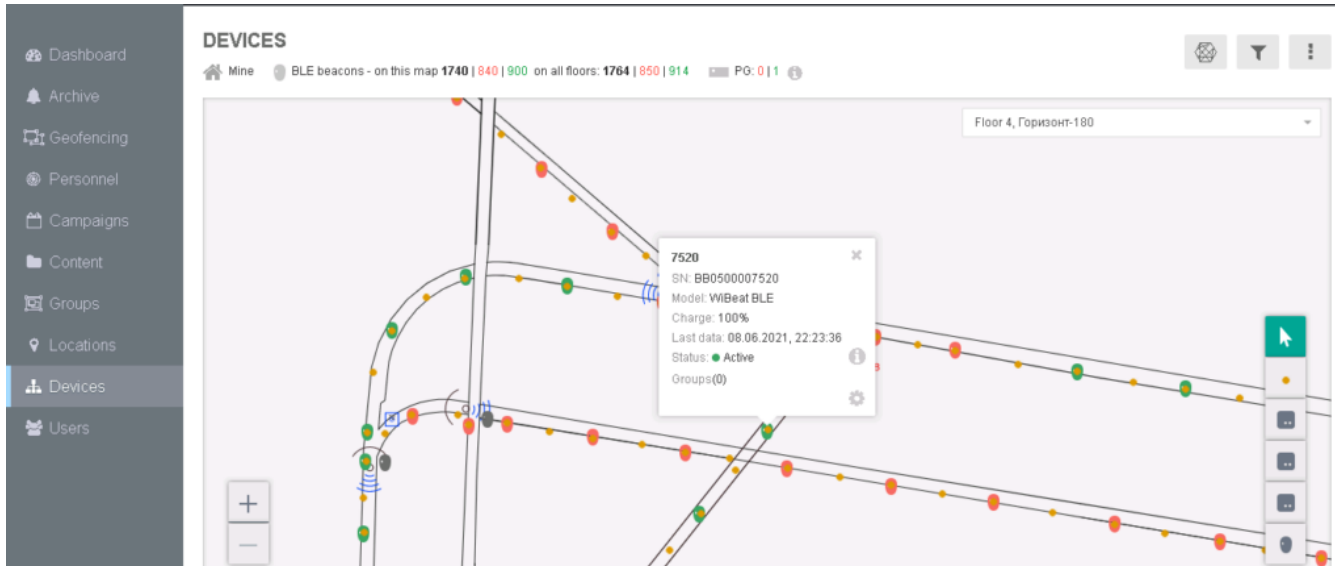 DEVICES
Mine BLE beacons - on this map 1740 | 840 | 900 on all floors: 1764 | 850 | 914 PG: 0 | 1
Dashboard
Archive
Geofencing
Personnel
Campaigns
Content
Groups
Locations
Devices
Users
Floor 4, Горизонт-180
7520
SN: BB0500007520
Model: WiBeat BLE
Charge: 100%
Last data: 08.06.2021, 22:23:36
Status: Active
Groups(0)
+
−